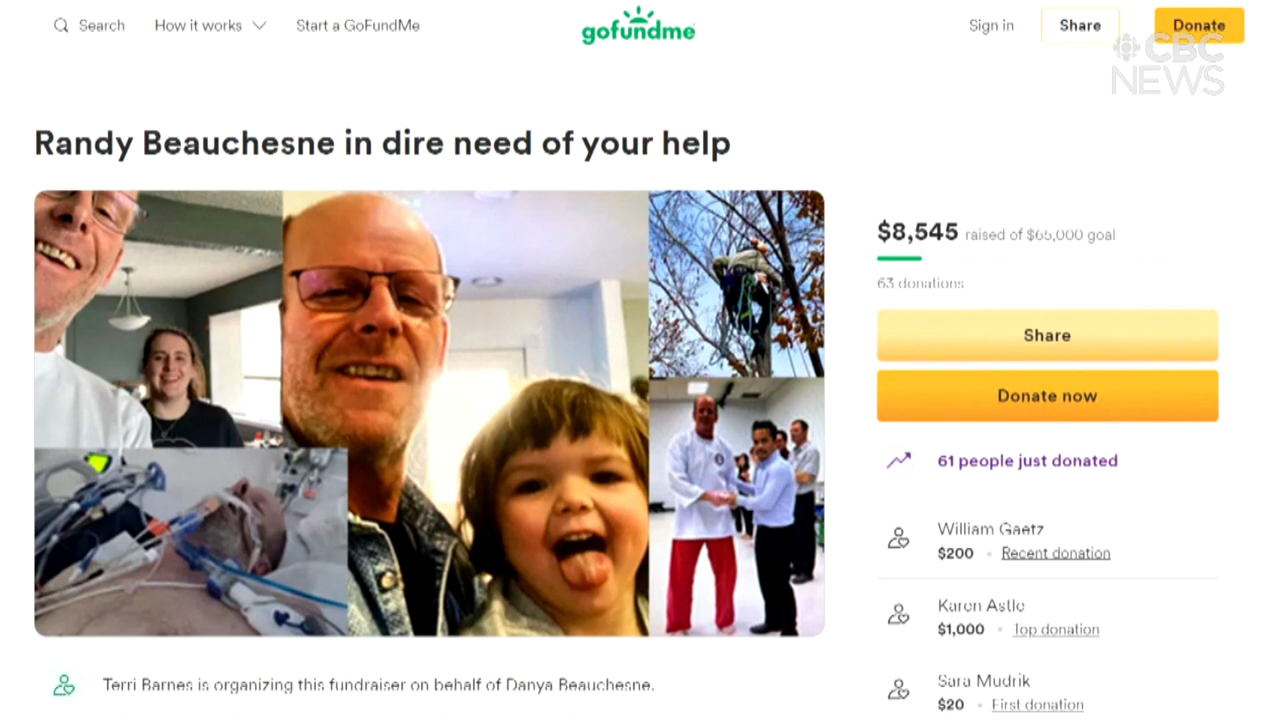 Search How it works Start a GoFundMe gofundme Sign in Share Donate
CBC
NEWS
Randy Beauchesne in dire need of your help
$8,545 raised of $65,000 goal
63 donations
Share
Donate now
61 people just donated
William Gaetz
$200 • Recent donation
Karen Astle
$1,000 • Top donation
Sara Mudrik
$20 • First donation
Terri Barnes is organizing this fundraiser on behalf of Danya Beauchesne.